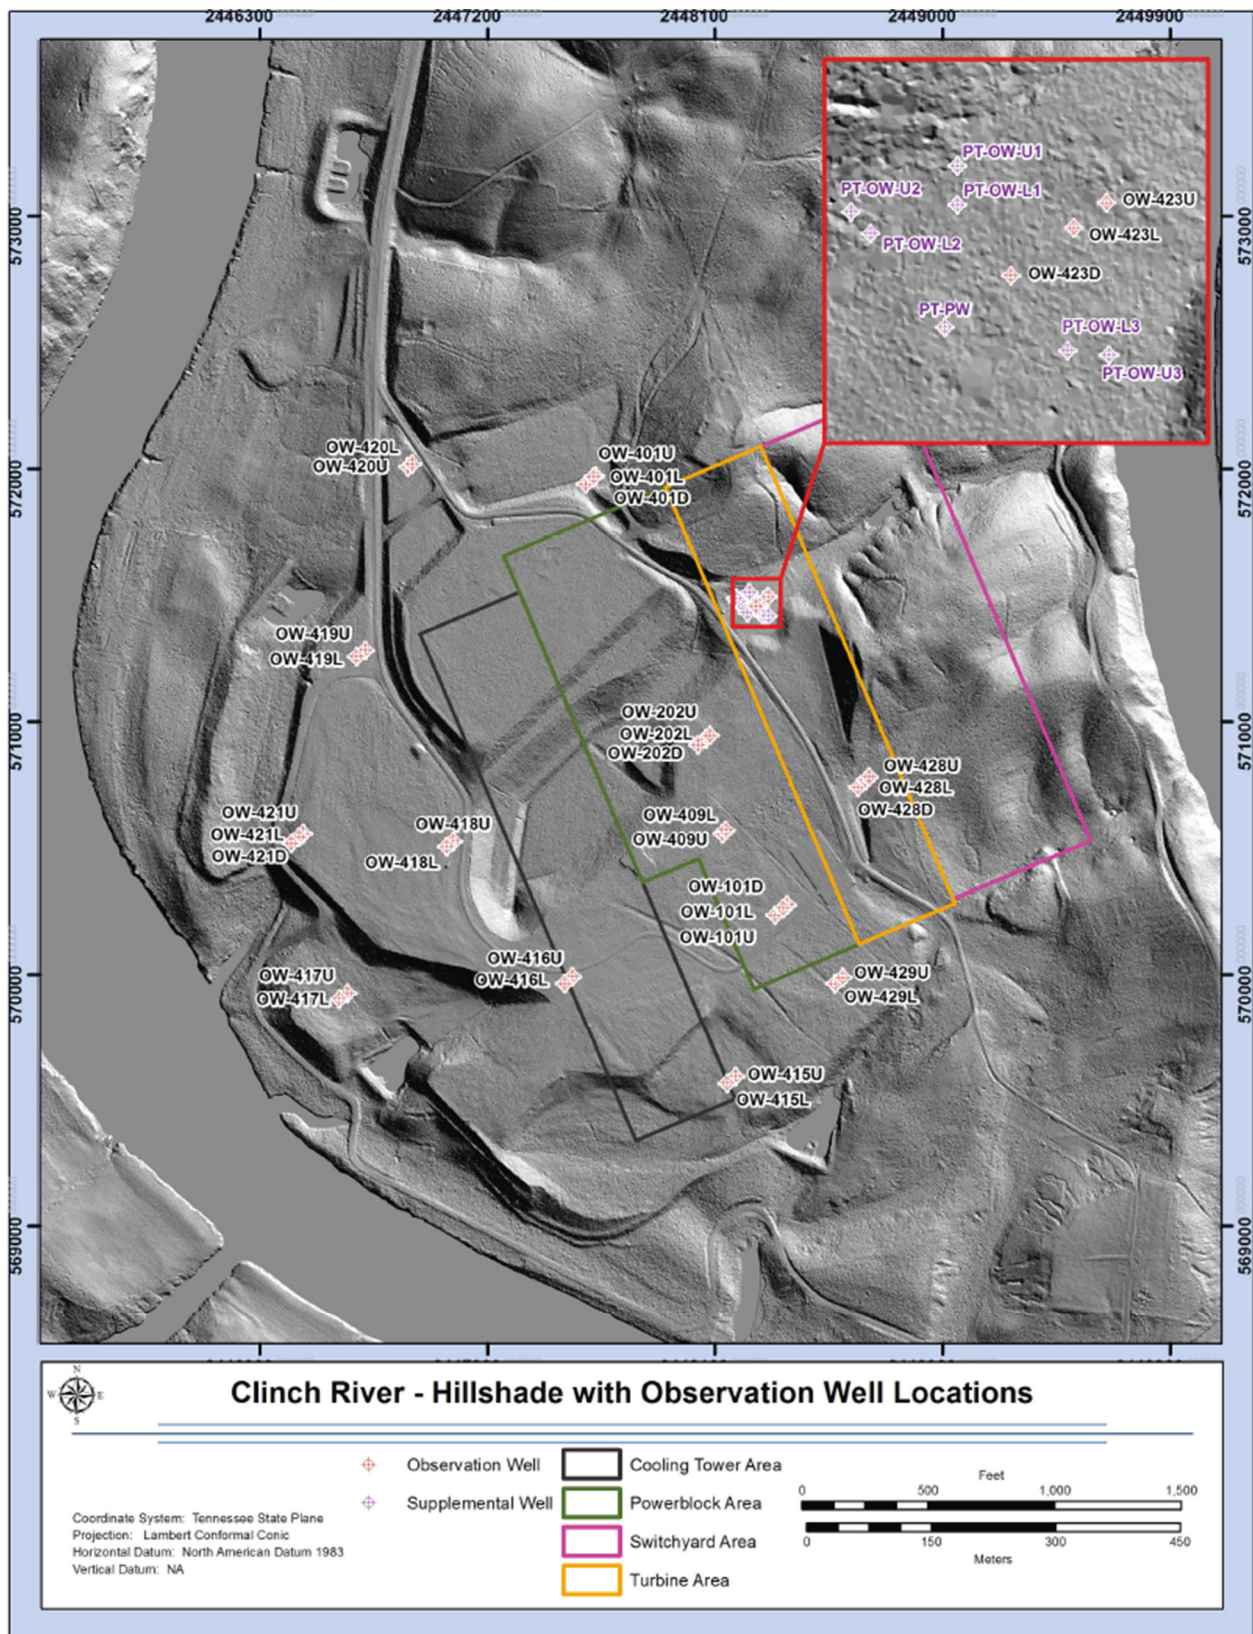 2446300 2447200 2448100 2449000 2449900
573000
572000
571000
570000
569000
573000
572000
571000
570000
569000
PT-OW-U1
PT-OW-U2
PT-OW-L1
OW-423U
PT-OW-L2
OW-423L
OW-423D
PT-PW
PT-OW-L3
PT-OW-U3
OW-420L
OW-420U
OW-401U
OW-401L
OW-401D
OW-419U
OW-419L
OW-202U
OW-202L
OW-202D
OW-428U
OW-428L
OW-428D
OW-421U
OW-421L
OW-421D
OW-418U
OW-418L
OW-409L
OW-409U
OW-101D
OW-101L
OW-101U
OW-416U
OW-416L
OW-417U
OW-417L
OW-429U
OW-429L
OW-415U
OW-415L
N
W E
S
Clinch River - Hillshade with Observation Well Locations
Observation Well
Supplemental Well
Cooling Tower Area
Powerblock Area
Switchyard Area
Turbine Area
Feet
0 500 1,000 1,500
0 150 300 450
Meters
Coordinate System: Tennessee State Plane
Projection: Lambert Conformal Conic
Horizontal Datum: North American Datum 1983
Vertical Datum: NA